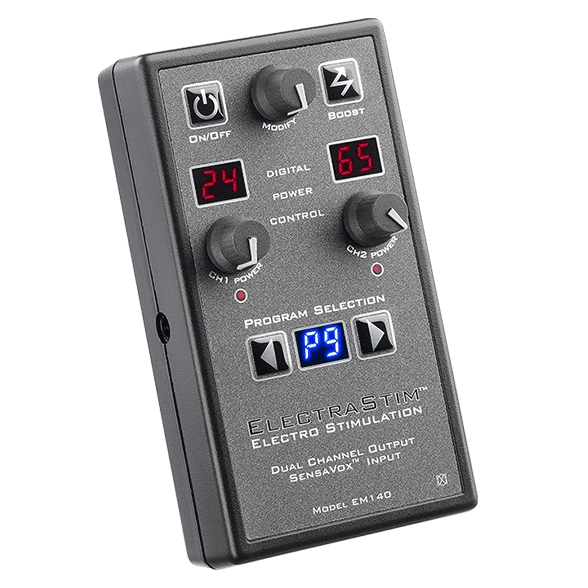 On/Off
Modify
Boost
24
65
Digital
Power
Control
CH1 Power
CH2 Power
Program Selection
P9
ElectraStim™
Electro Stimulation
Dual Channel Output
SensaVox™ Input
Model EM140